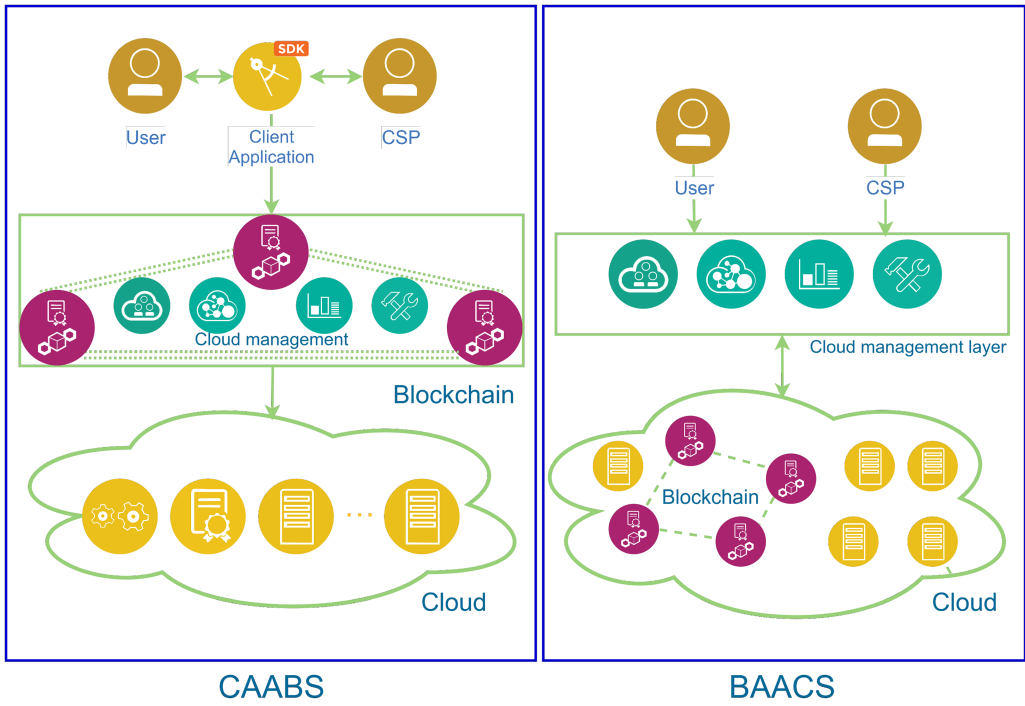 SDK
User
Client
Application
CSP
Cloud management
Blockchain
Cloud
CAABS
User
CSP
Cloud management layer
Blockchain
Cloud
BAACS